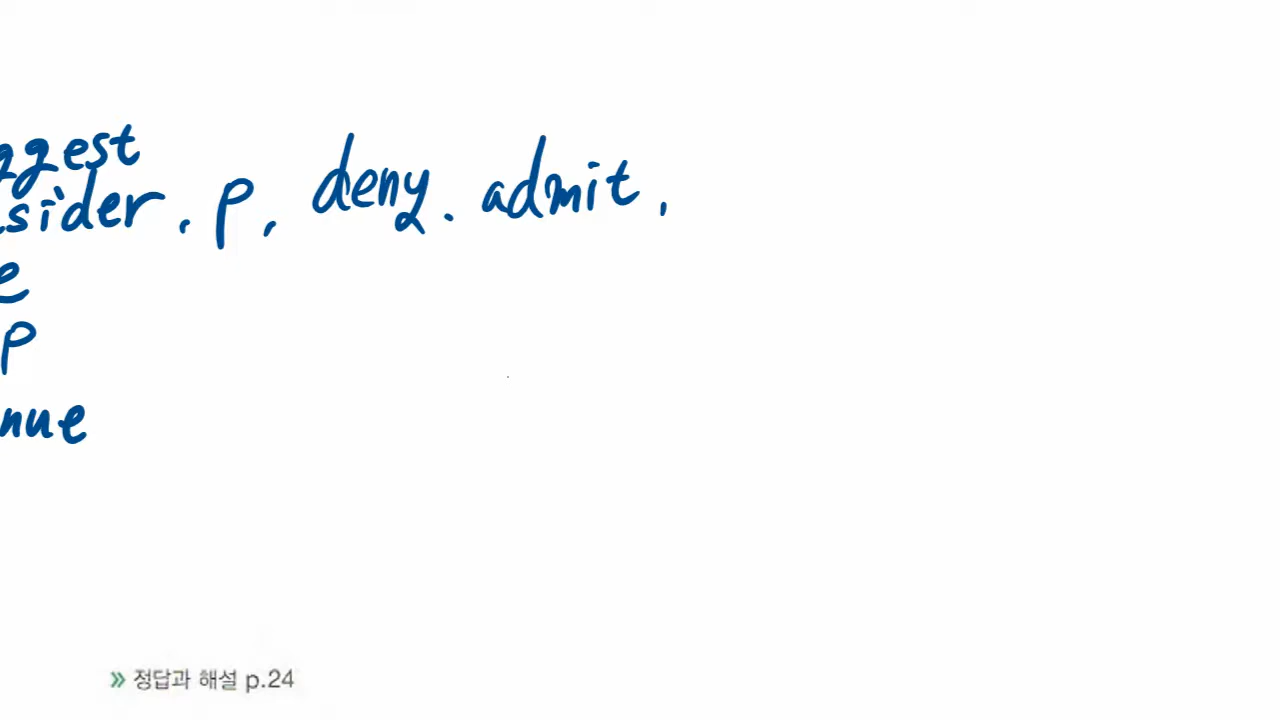 ggest
sider, p, deny. admit,
e
p
nue
» 정답과 해설 p.24